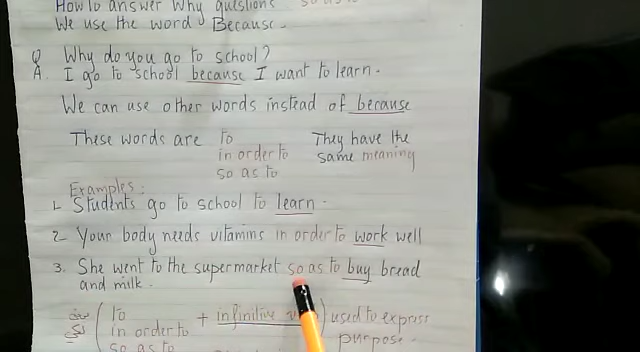 How to answer Why questions so as to
We use the word Because.
Q Why do you go to school?
A. I go to school because I want to learn.
We can use other words instead of because
These words are to
in order to
so as to
They have the
same meaning
Examples:
1. Students go to school to learn.
2 Your body needs vitamins in order to work well
3. She went to the supermarket so as to buy bread
and milk.
to
in order to
so as to
+ infinitive
used to express
purpose.